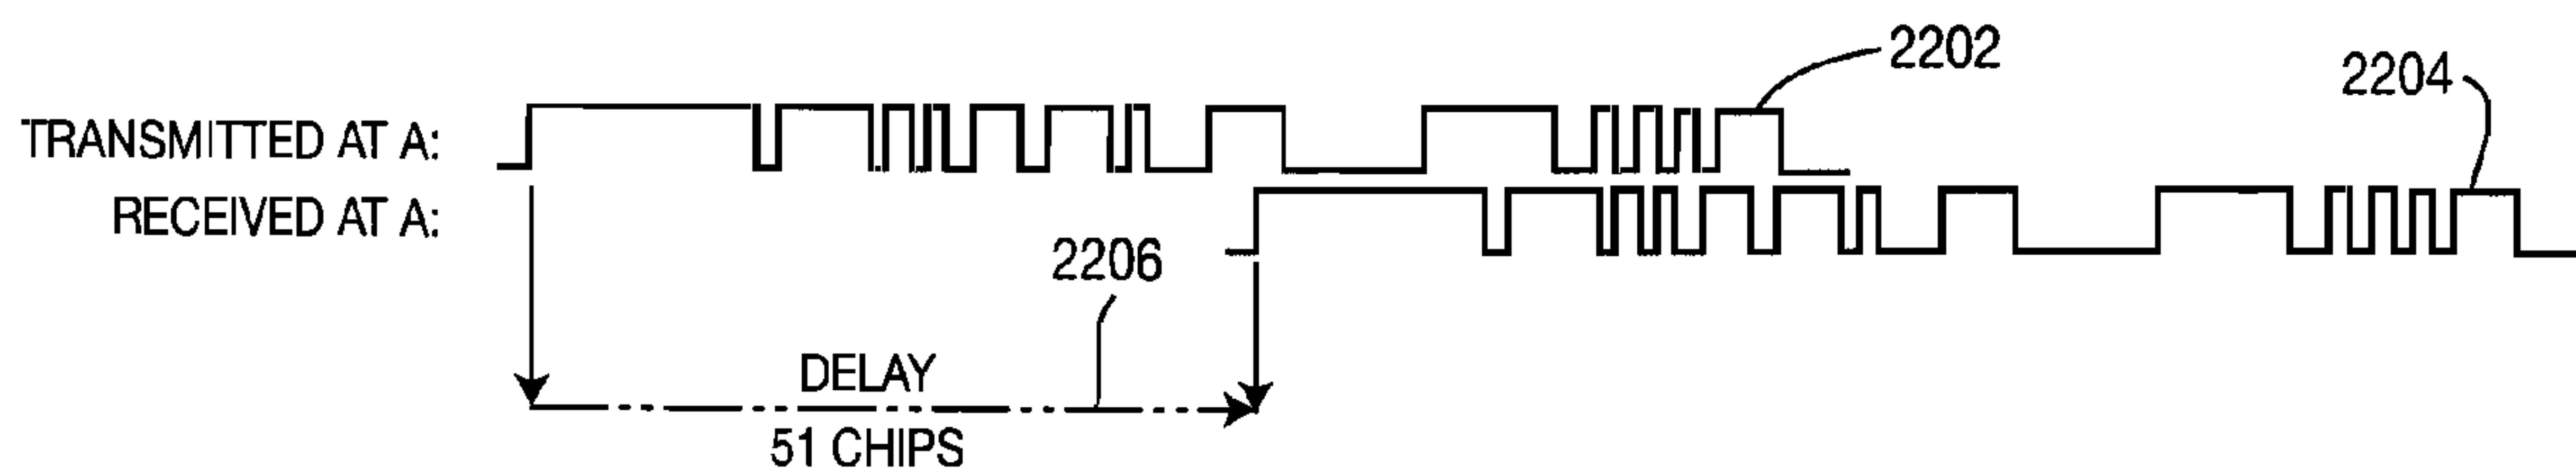 2202
2204
TRANSMITTED AT A:
RECEIVED AT A:
2206
DELAY
51 CHIPS